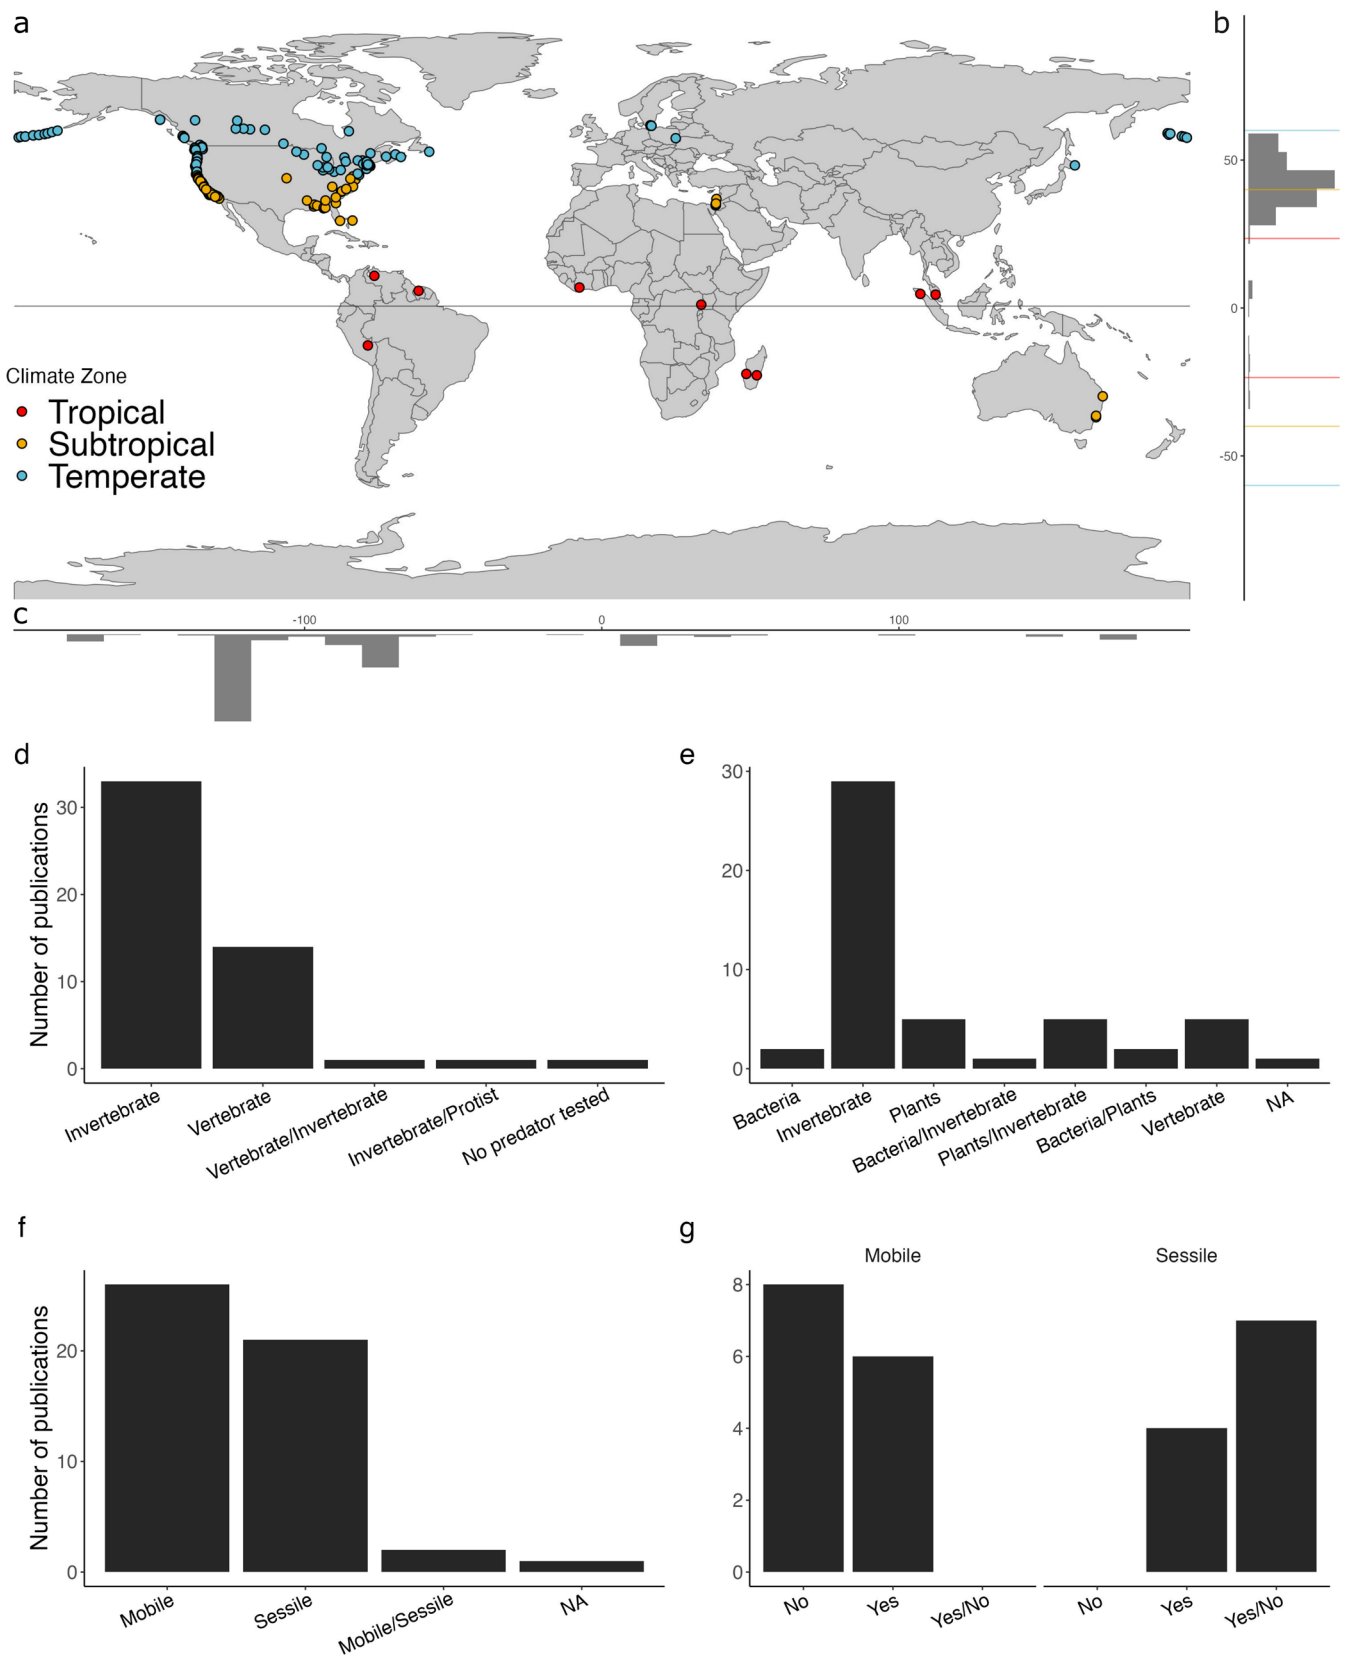 a
b
50
0
-50
Climate Zone
Tropical
Subtropical
Temperate
c
-100
0
100
d
Number of publications
30
20
10
0
Invertebrate
Vertebrate
Vertebrate/Invertebrate
Invertebrate/Protist
No predator tested
e
30
20
10
0
Bacteria
Invertebrate
Plants
Bacteria/Invertebrate
Plants/Invertebrate
Bacteria/Plants
Vertebrate
NA
f
Number of publications
20
10
0
Mobile
Sessile
Mobile/Sessile
NA
g
Mobile
Sessile
8
6
4
2
0
No
Yes
Yes/No
No
Yes
Yes/No